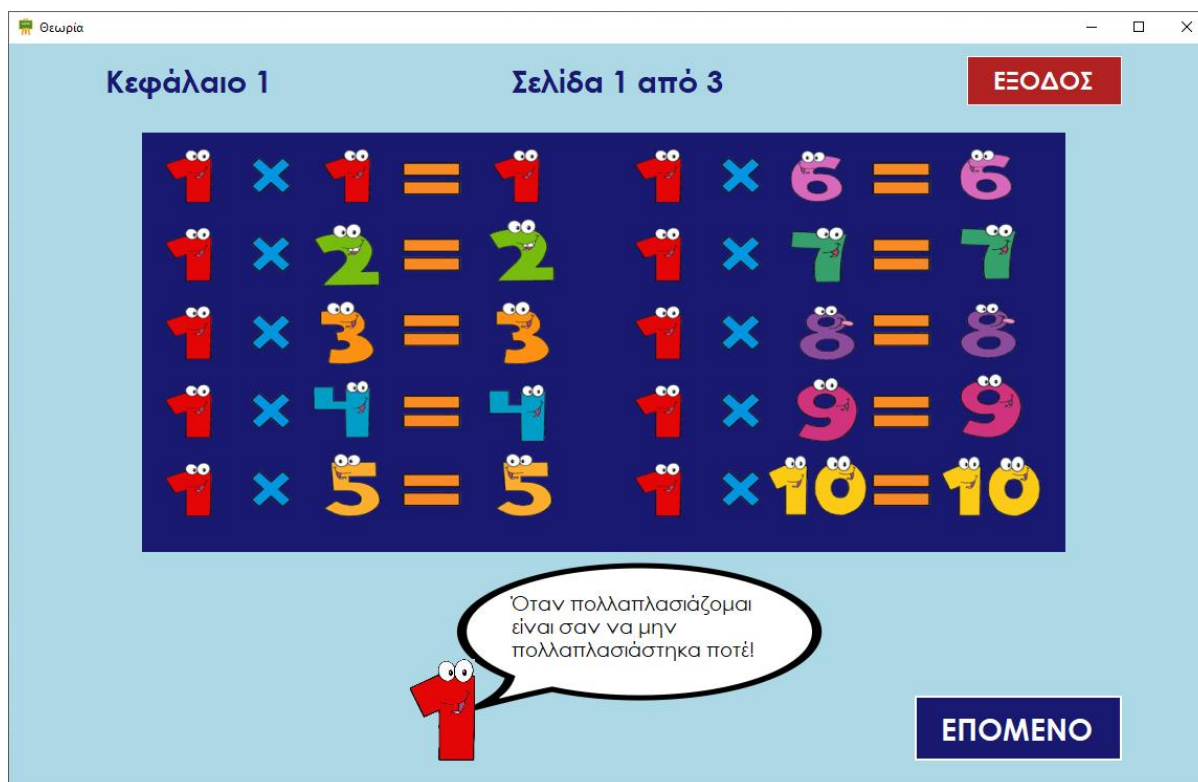 Θεωρία
Κεφάλαιο 1
Σελίδα 1 από 3
ΕΞΟΔΟΣ
1 × 1 = 1
1 × 6 = 6
1 × 2 = 2
1 × 7 = 7
1 × 3 = 3
1 × 8 = 8
1 × 4 = 4
1 × 9 = 9
1 × 5 = 5
1 × 10 = 10
Όταν πολλαπλασιάζομαι
είναι σαν να μην
πολλαπλασιάστηκα ποτέ!
1
ΕΠΟΜΕΝΟ